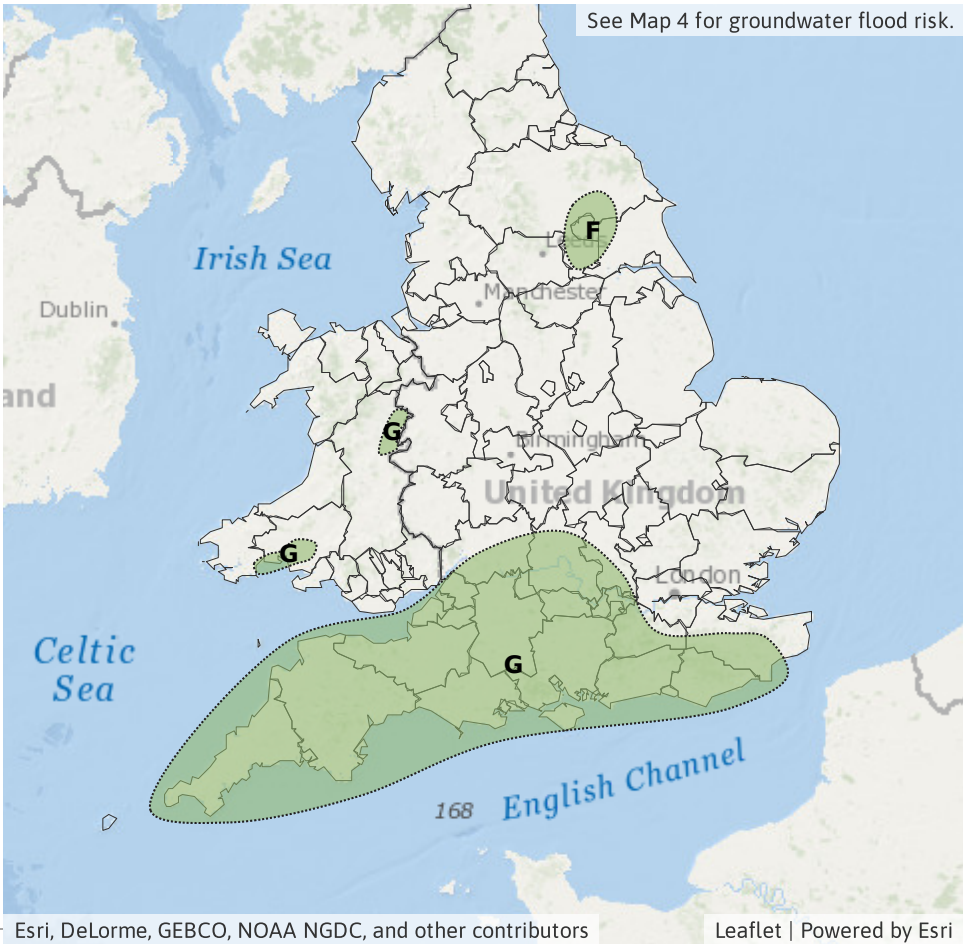 See Map 4 for groundwater flood risk.
F
Leeds
Irish Sea
Manchester
Dublin
and
G
Birmingham
United Kingdom
G
London
Celtic
Sea
G
English Channel
168
Esri, DeLorme, GEBCO, NOAA NGDC, and other contributors
Leaflet | Powered by Esri